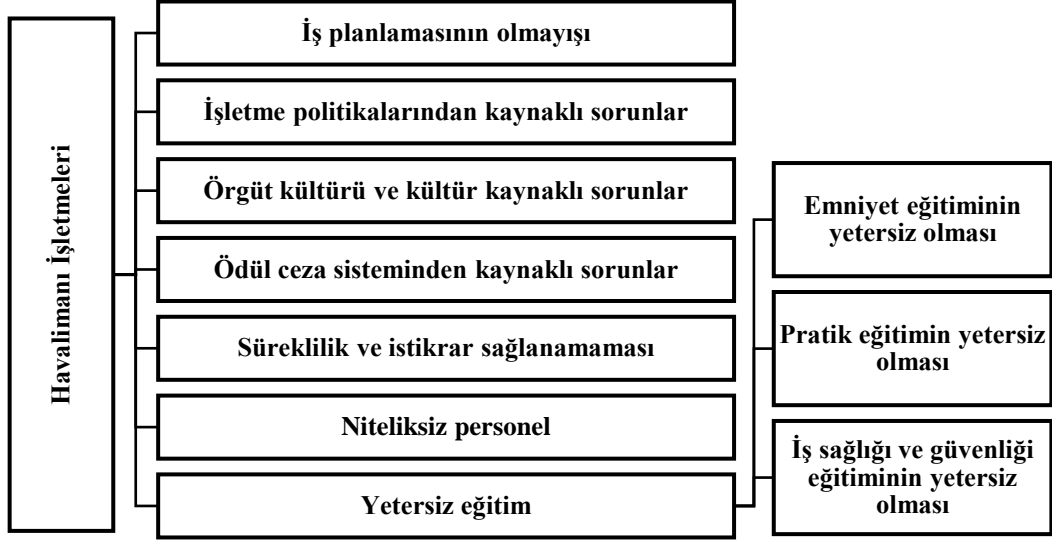 Havalimanı İşletmeleri
İş planlamasının olmayışı
İşletme politikalarından kaynaklı sorunlar
Örgüt kültürü ve kültür kaynaklı sorunlar
Ödül ceza sisteminden kaynaklı sorunlar
Süreklilik ve istikrar sağlanamaması
Niteliksiz personel
Yetersiz eğitim
Emniyet eğitiminin
yetersiz olması
Pratik eğitimin yetersiz
olması
İş sağlığı ve güvenliği
eğitiminin yetersiz
olması